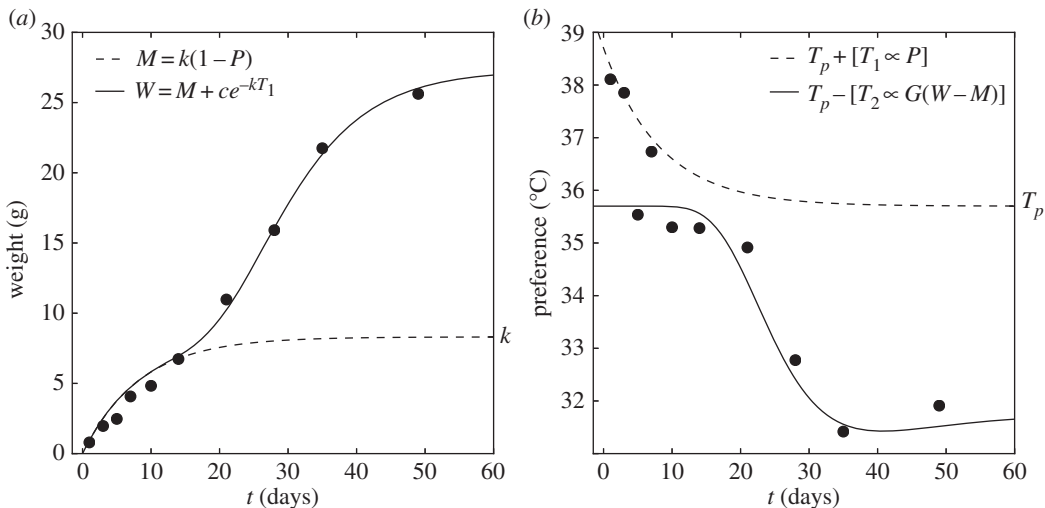 (a)
30
25
20
15
10
5
0
weight (g)
M = k(1 – P)
W = M + ce^{–kT_1}
k
0 10 20 30 40 50 60
t (days)
(b)
39
38
37
36
35
34
33
32
preference (°C)
T_p + [T_1 ∝ P]
T_p – [T_2 ∝ G(W – M)]
T_p
0 10 20 30 40 50 60
t (days)